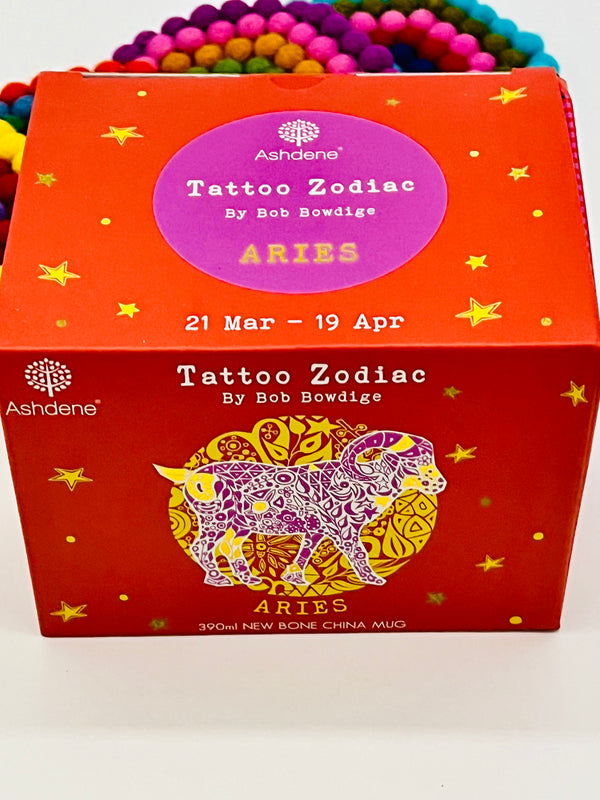 Ashdene®
Tattoo Zodiac
By Bob Bowdige
ARIES
21 Mar – 19 Apr
Ashdene®
Tattoo Zodiac
By Bob Bowdige
ARIES
390ml NEW BONE CHINA MUG